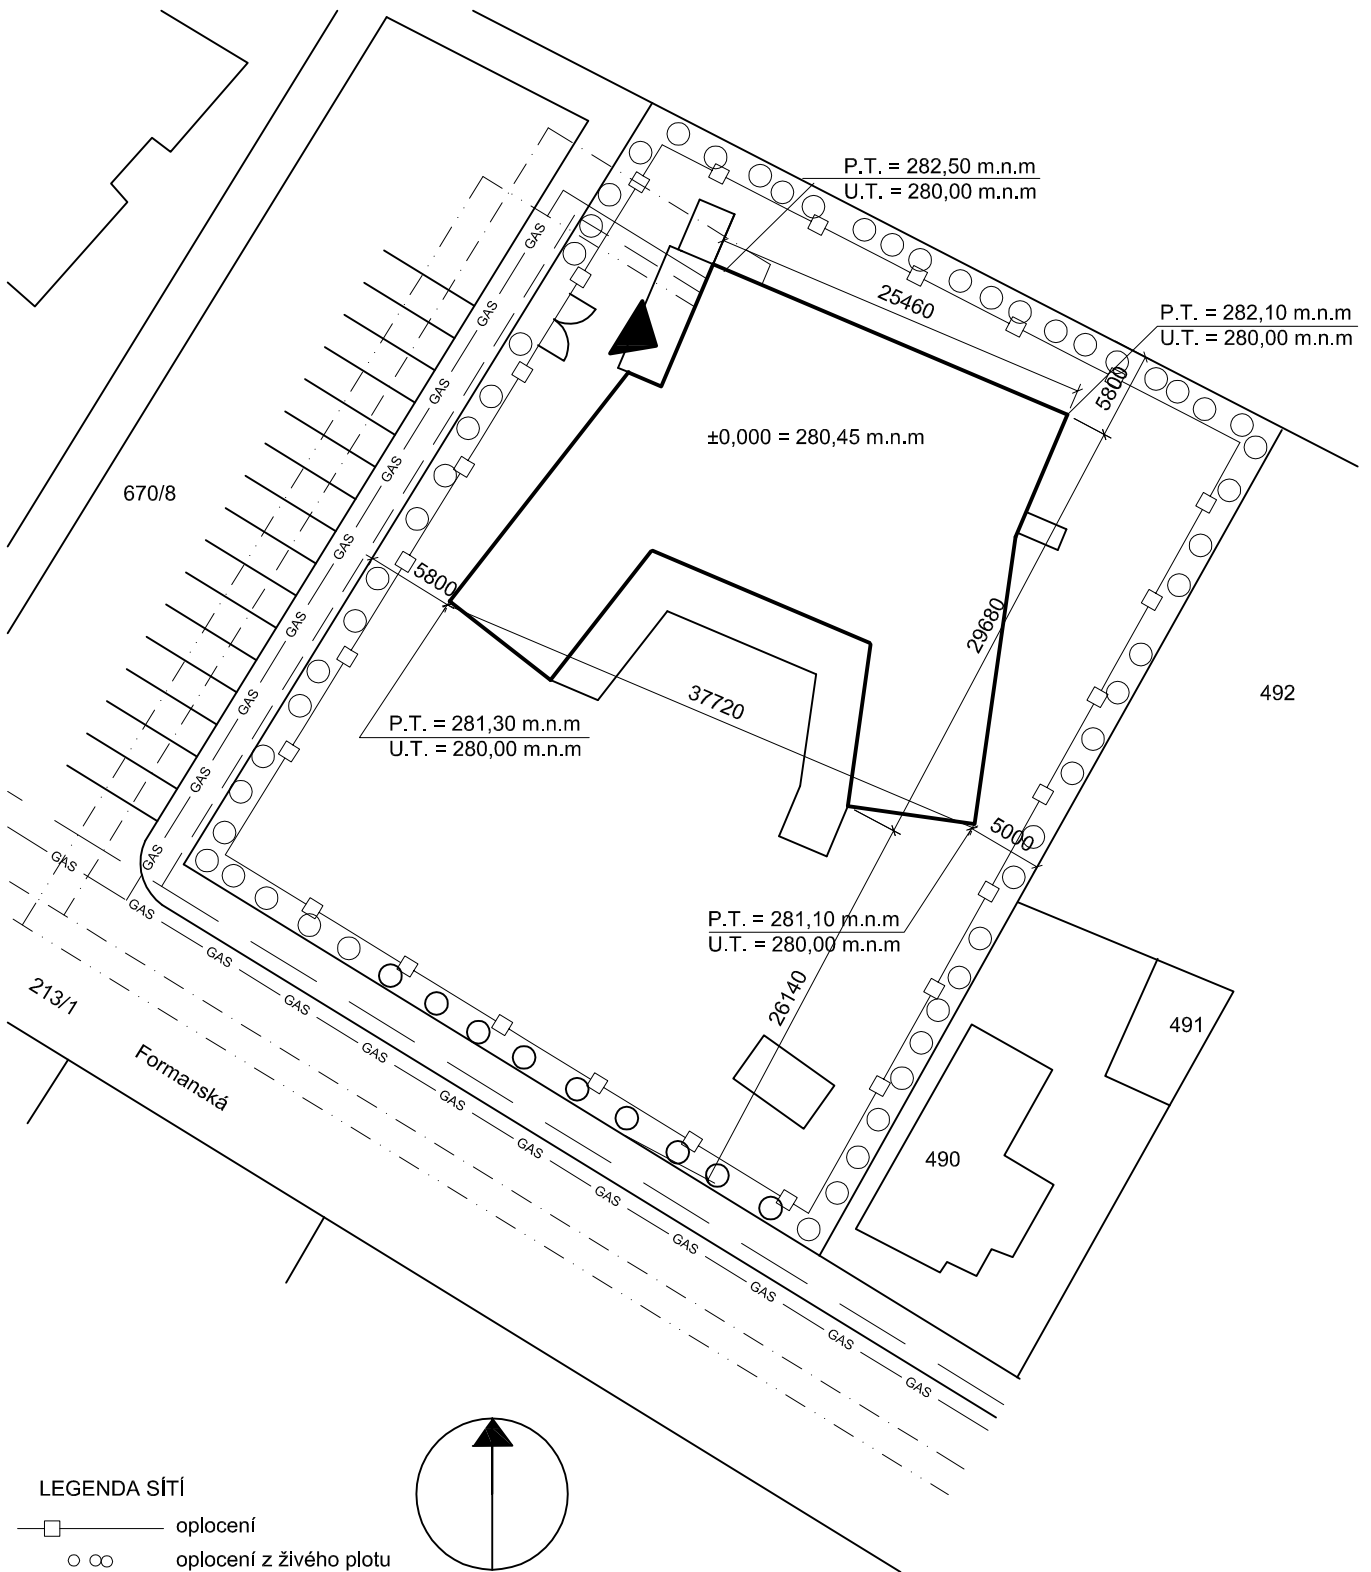 P.T. = 282,50 m.n.m
U.T. = 280,00 m.n.m
GAS
GAS
25460
P.T. = 282,10 m.n.m
U.T. = 280,00 m.n.m
5800
GAS
±0,000 = 280,45 m.n.m
GAS
670/8
GAS
5800
GAS
29680
GAS
37720
492
P.T. = 281,30 m.n.m
U.T. = 280,00 m.n.m
GAS
5000
GAS
GAS
GAS
P.T. = 281,10 m.n.m
U.T. = 280,00 m.n.m
GAS
213/1
GAS
26140
491
Formanská
GAS
GAS
GAS
490
GAS
GAS
GAS
GAS
GAS
LEGENDA SÍTÍ
oplocení
oplocení z živého plotu